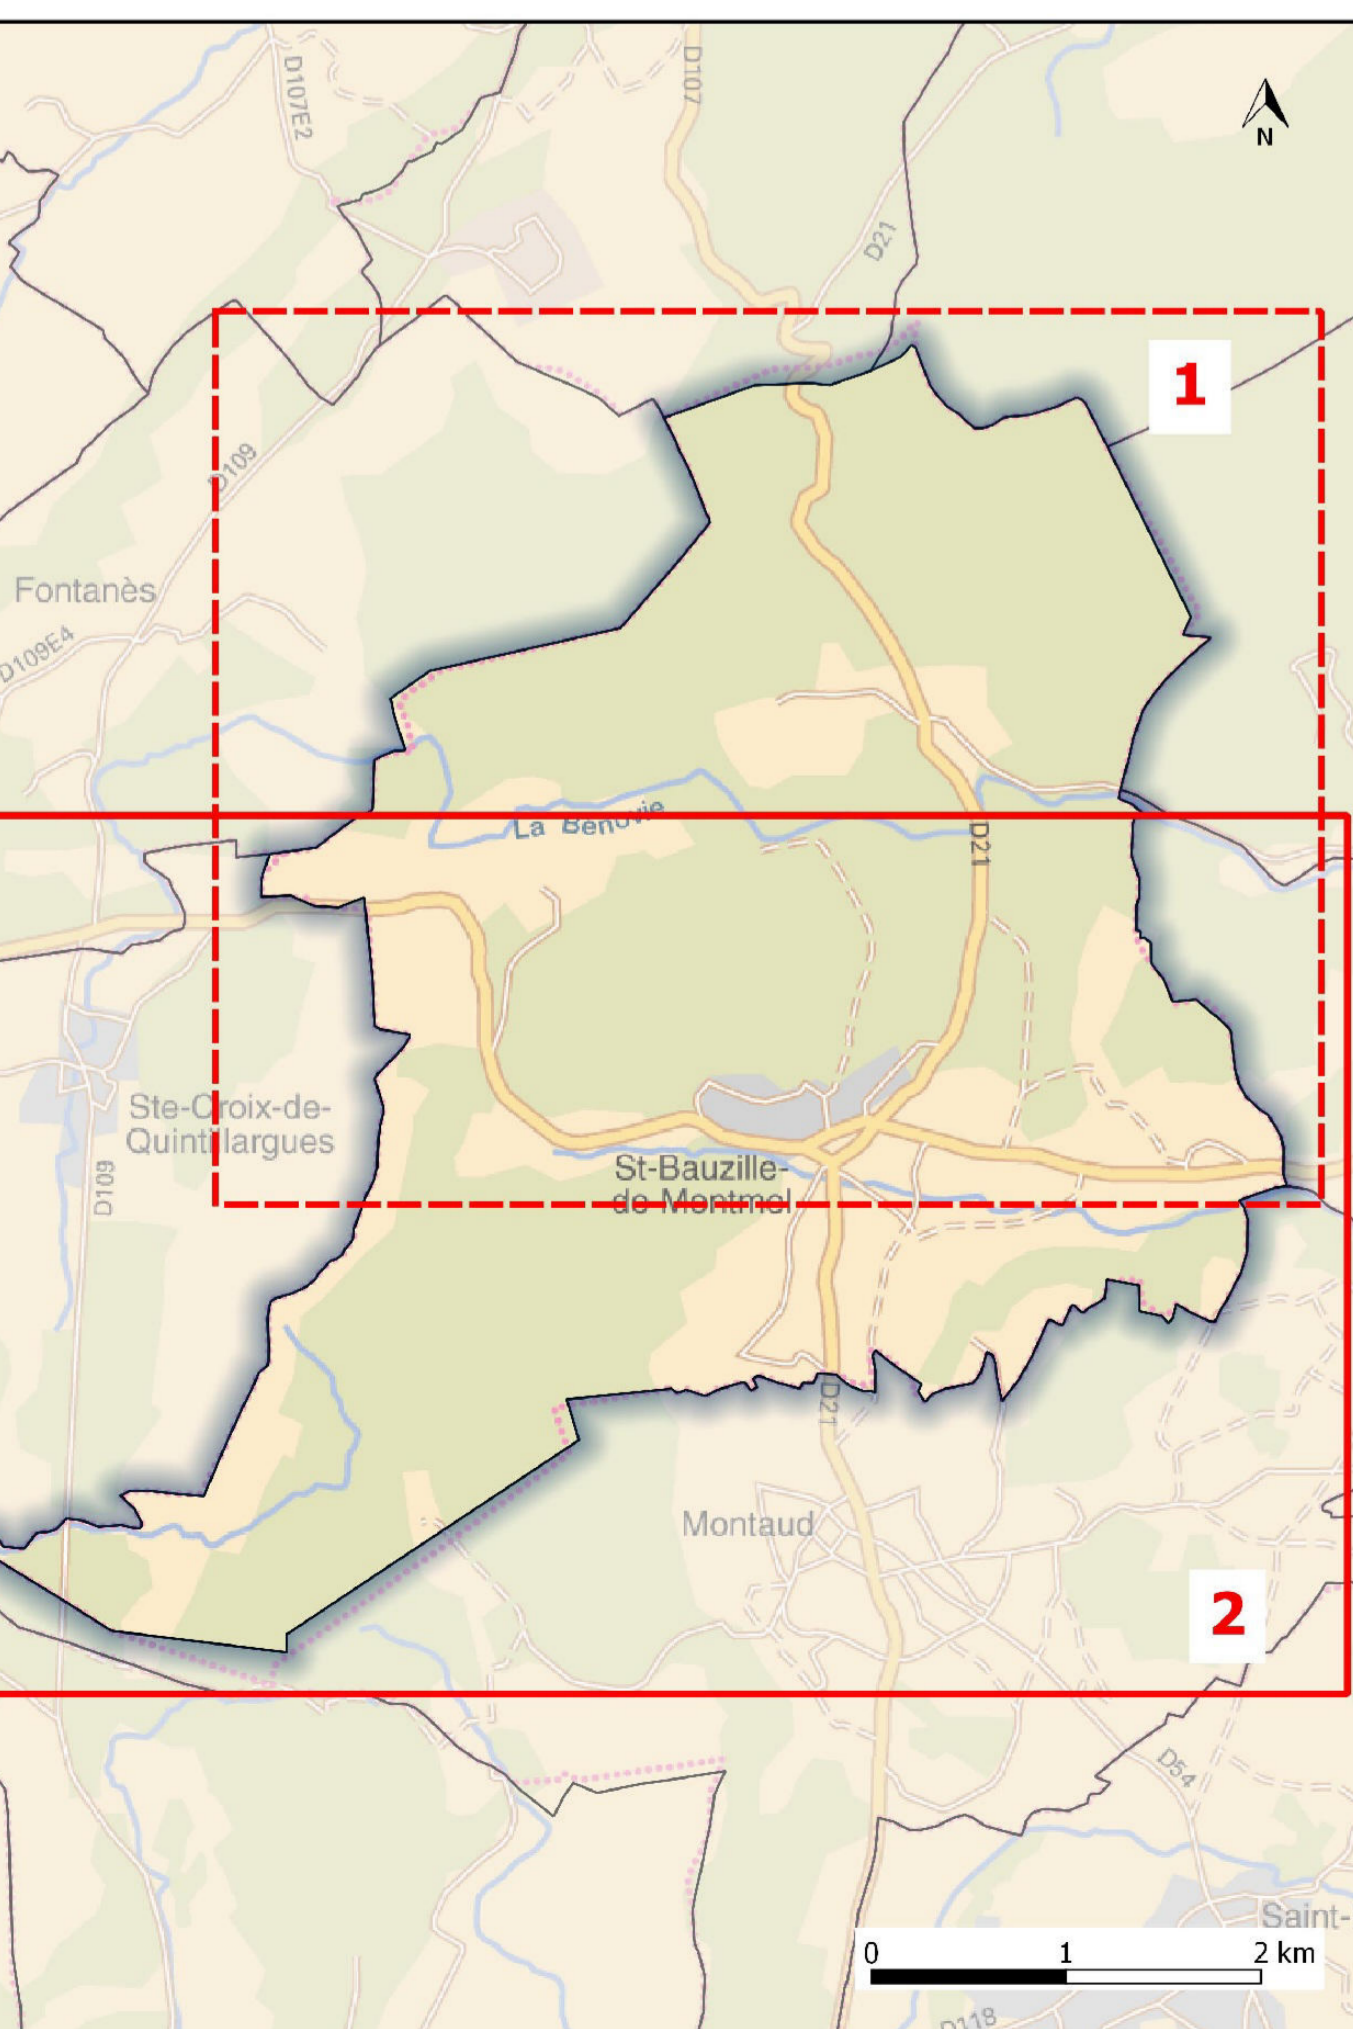 D107E2
D107
N
D21
1
D109
Fontanès
D109E4
La Bénovie
D21
Ste-Croix-de-
Quintillargues
D109
St-Bauzille-
de Montmel
D21
Montaud
2
D54
Saint-
0 1 2 km
D118